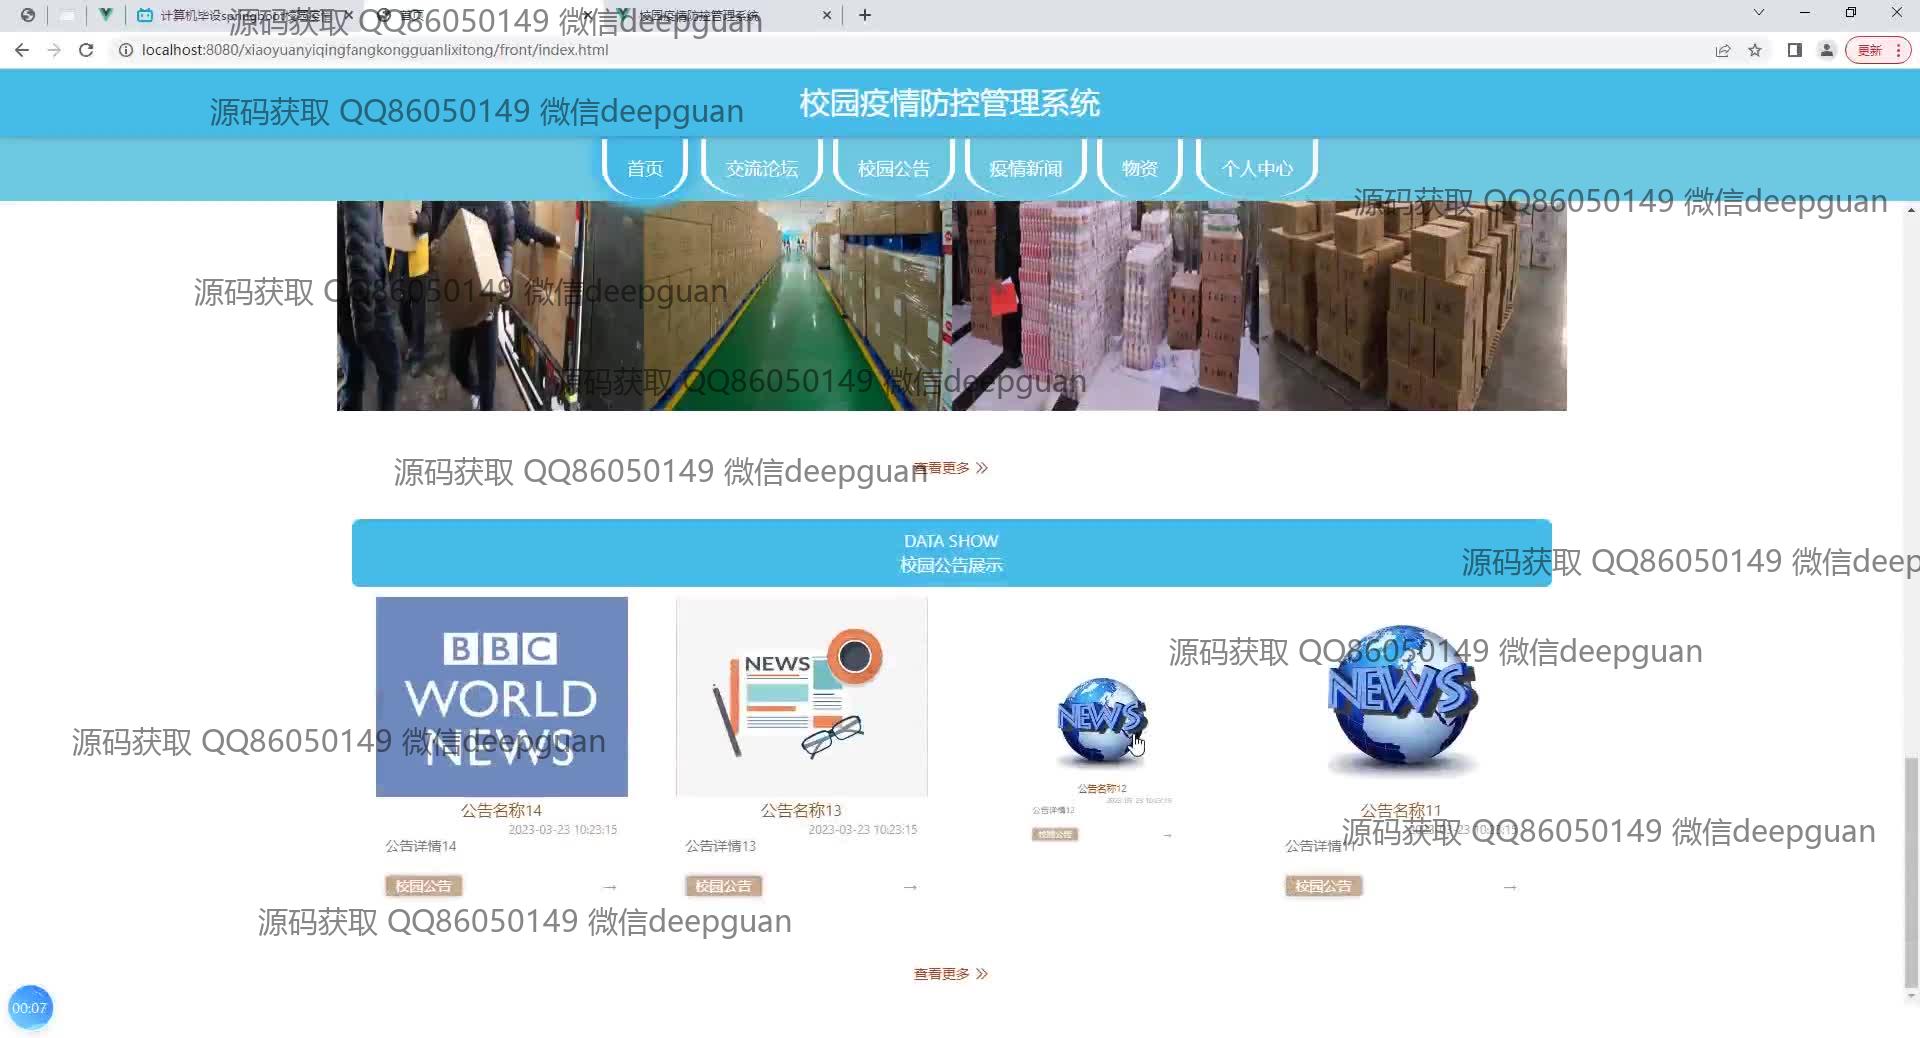 计算机毕设springboot校园疫情
首页
校园疫情防控管理系统
源码获取 QQ86050149 微信deepguan
localhost:8080/xiaoyuanyiqingfangkongguanlixitong/front/index.html
更新
校园疫情防控管理系统
源码获取 QQ86050149 微信deepguan
首页
交流论坛
校园公告
疫情新闻
物资
个人中心
源码获取 QQ86050149 微信deepguan
源码获取 QQ86050149 微信deepguan
源码获取 QQ86050149 微信deepguan
源码获取 QQ86050149 微信deepguan
查看更多
DATA SHOW
校园公告展示
源码获取 QQ86050149 微信deep
BBC
WORLD
NEWS
NEWS
NEWS
NEWS
源码获取 QQ86050149 微信deepguan
源码获取 QQ86050149 微信deepguan
公告名称14
2023-03-23 10:23:15
公告详情14
校园公告 →
公告名称13
2023-03-23 10:23:15
公告详情13
校园公告 →
公告名称12
2023-03-23 10:23:15
公告详情12
校园公告 →
公告名称11
2023-03-23 10:23:15
公告详情11
校园公告 →
源码获取 QQ86050149 微信deepguan
源码获取 QQ86050149 微信deepguan
查看更多
00:07